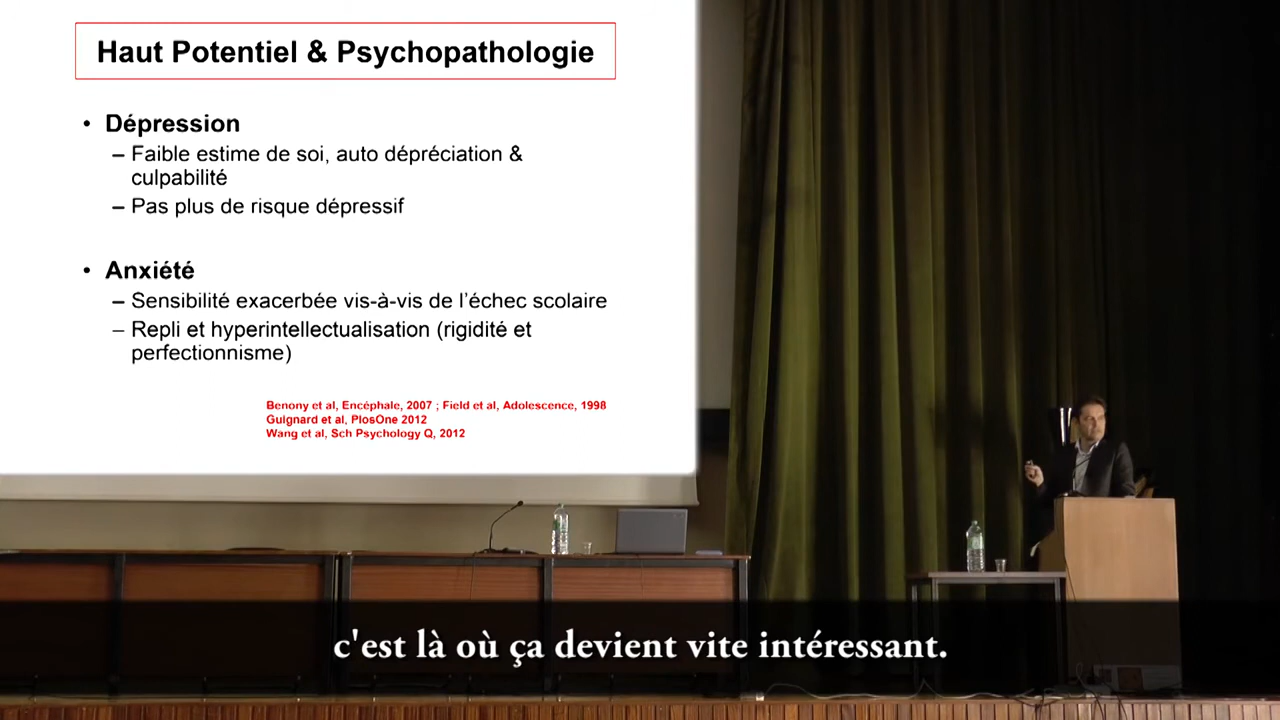 Haut Potentiel & Psychopathologie
• Dépression
– Faible estime de soi, auto dépréciation &
culpabilité
– Pas plus de risque dépressif
• Anxiété
– Sensibilité exacerbée vis-à-vis de l’échec scolaire
– Repli et hyperintellectualisation (rigidité et
perfectionnisme)
Benony et al, Encéphale, 2007 ; Field et al, Adolescence, 1998
Guignard et al, PlosOne 2012
Wang et al, Sch Psychology Q, 2012
c'est là où ça devient vite intéressant.